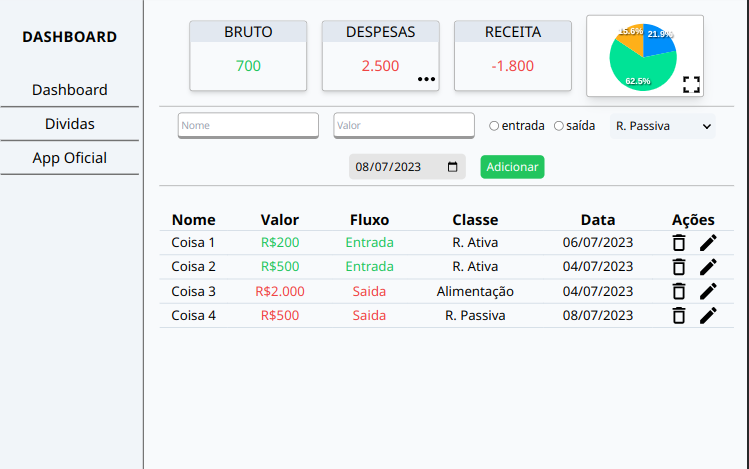 DASHBOARD
Dashboard
Dividas
App Oficial
BRUTO
700
DESPESAS
2.500
RECEITA
-1.800
15.6%
21.9%
62.5%
Nome
Valor
entrada
saída
R. Passiva
08/07/2023
Adicionar
Nome Valor Fluxo Classe Data Ações
Coisa 1 R$200 Entrada R. Ativa 06/07/2023
Coisa 2 R$500 Entrada R. Ativa 04/07/2023
Coisa 3 R$2.000 Saida Alimentação 04/07/2023
Coisa 4 R$500 Saida R. Passiva 08/07/2023